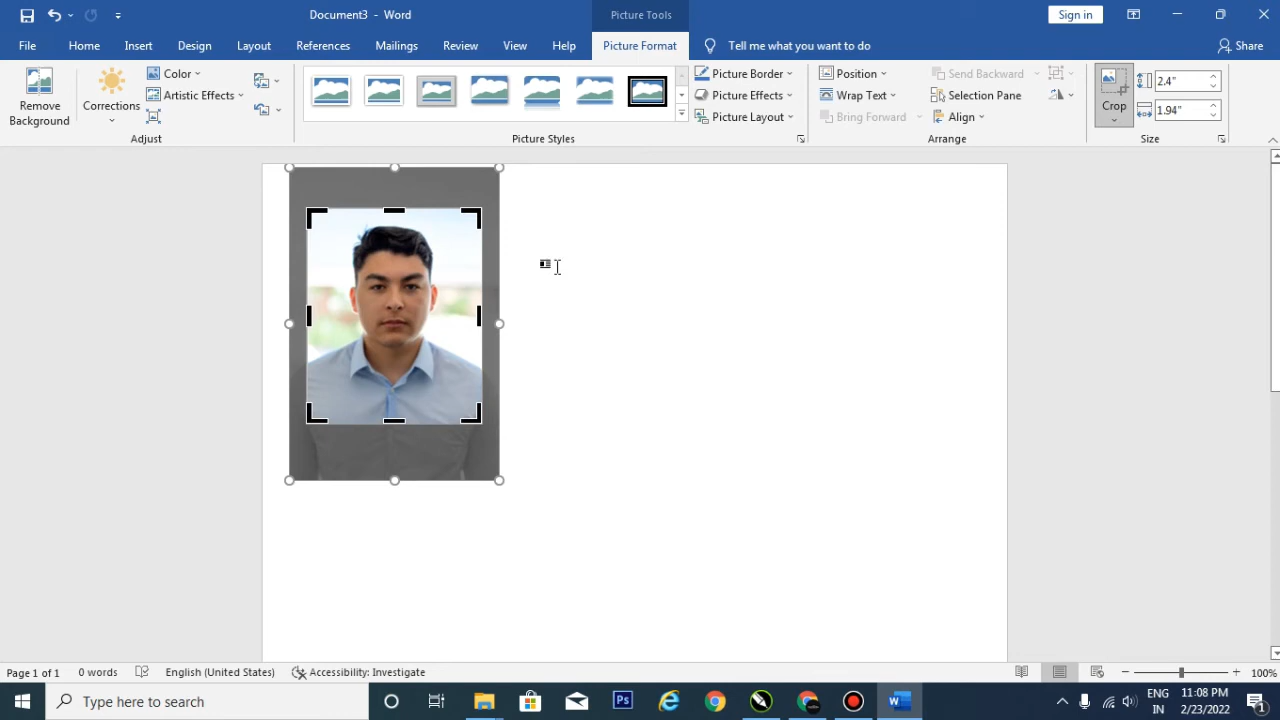 Document3 - Word
Picture Tools
Sign in
File Home Insert Design Layout References Mailings Review View Help Picture Format Tell me what you want to do Share
Remove Background
Corrections
Color
Artistic Effects
Adjust
Picture Styles
Picture Border
Picture Effects
Picture Layout
Position
Wrap Text
Bring Forward
Send Backward
Selection Pane
Align
Arrange
Crop
2.4"
1.94"
Size
Page 1 of 1 0 words English (United States) Accessibility: Investigate 100%
Type here to search
Ps
W
ENG
IN
11:08 PM
2/23/2022
1